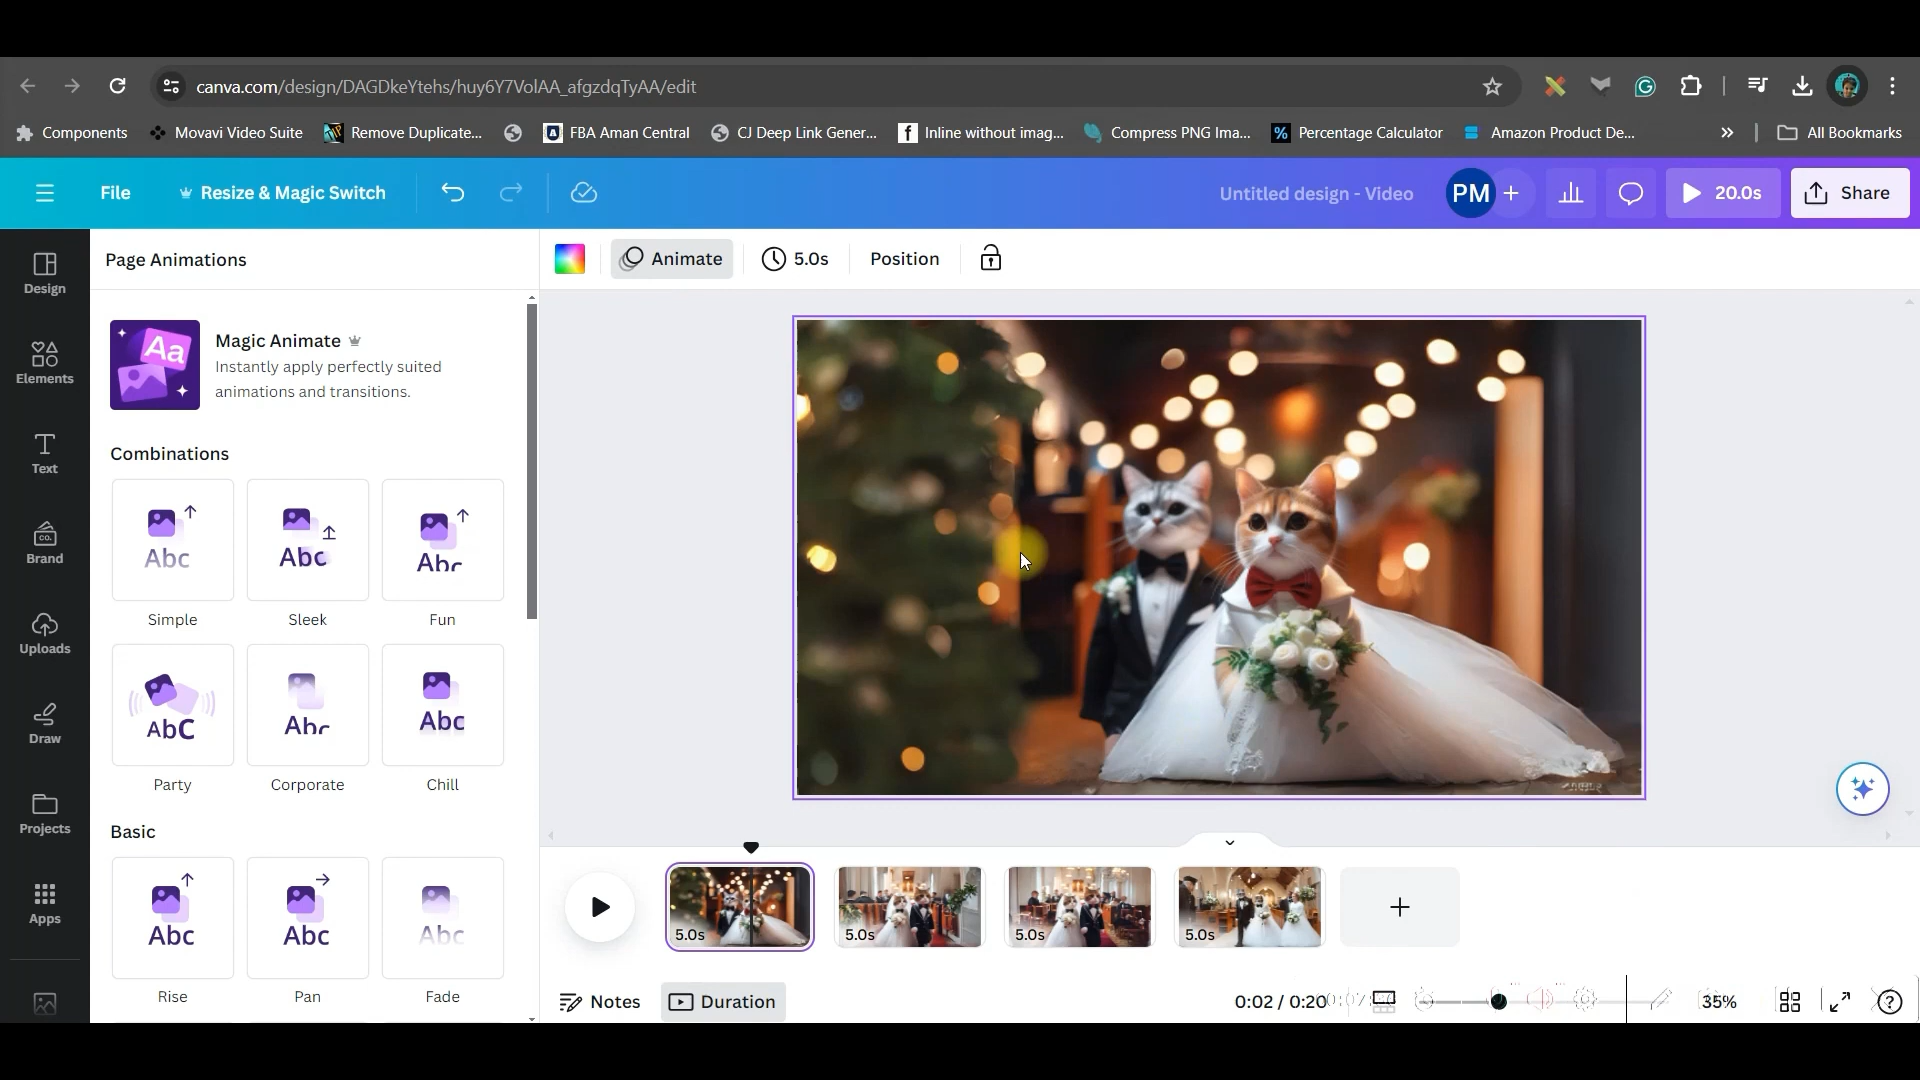 canva.com/design/DAGDkeYtehs/huy6Y7VolAA_afgzdqTyAA/edit
Components Movavi Video Suite Remove Duplicate... FBA Aman Central CJ Deep Link Gener... Inline without imag... Compress PNG Ima... Percentage Calculator Amazon Product De... » All Bookmarks
File Resize & Magic Switch Untitled design - Video PM + 20.0s Share
Page Animations
Animate 5.0s Position
Design
Elements
Text
Brand
Uploads
Draw
Projects
Apps
Aa
Magic Animate
Instantly apply perfectly suited
animations and transitions.
Combinations
Abc Abc Abc
Simple Sleek Fun
AbC Abc Abc
Party Corporate Chill
Basic
Abc Abc Abc
Rise Pan Fade
5.0s 5.0s 5.0s 5.0s +
Notes Duration 0:02 / 0:20 35%